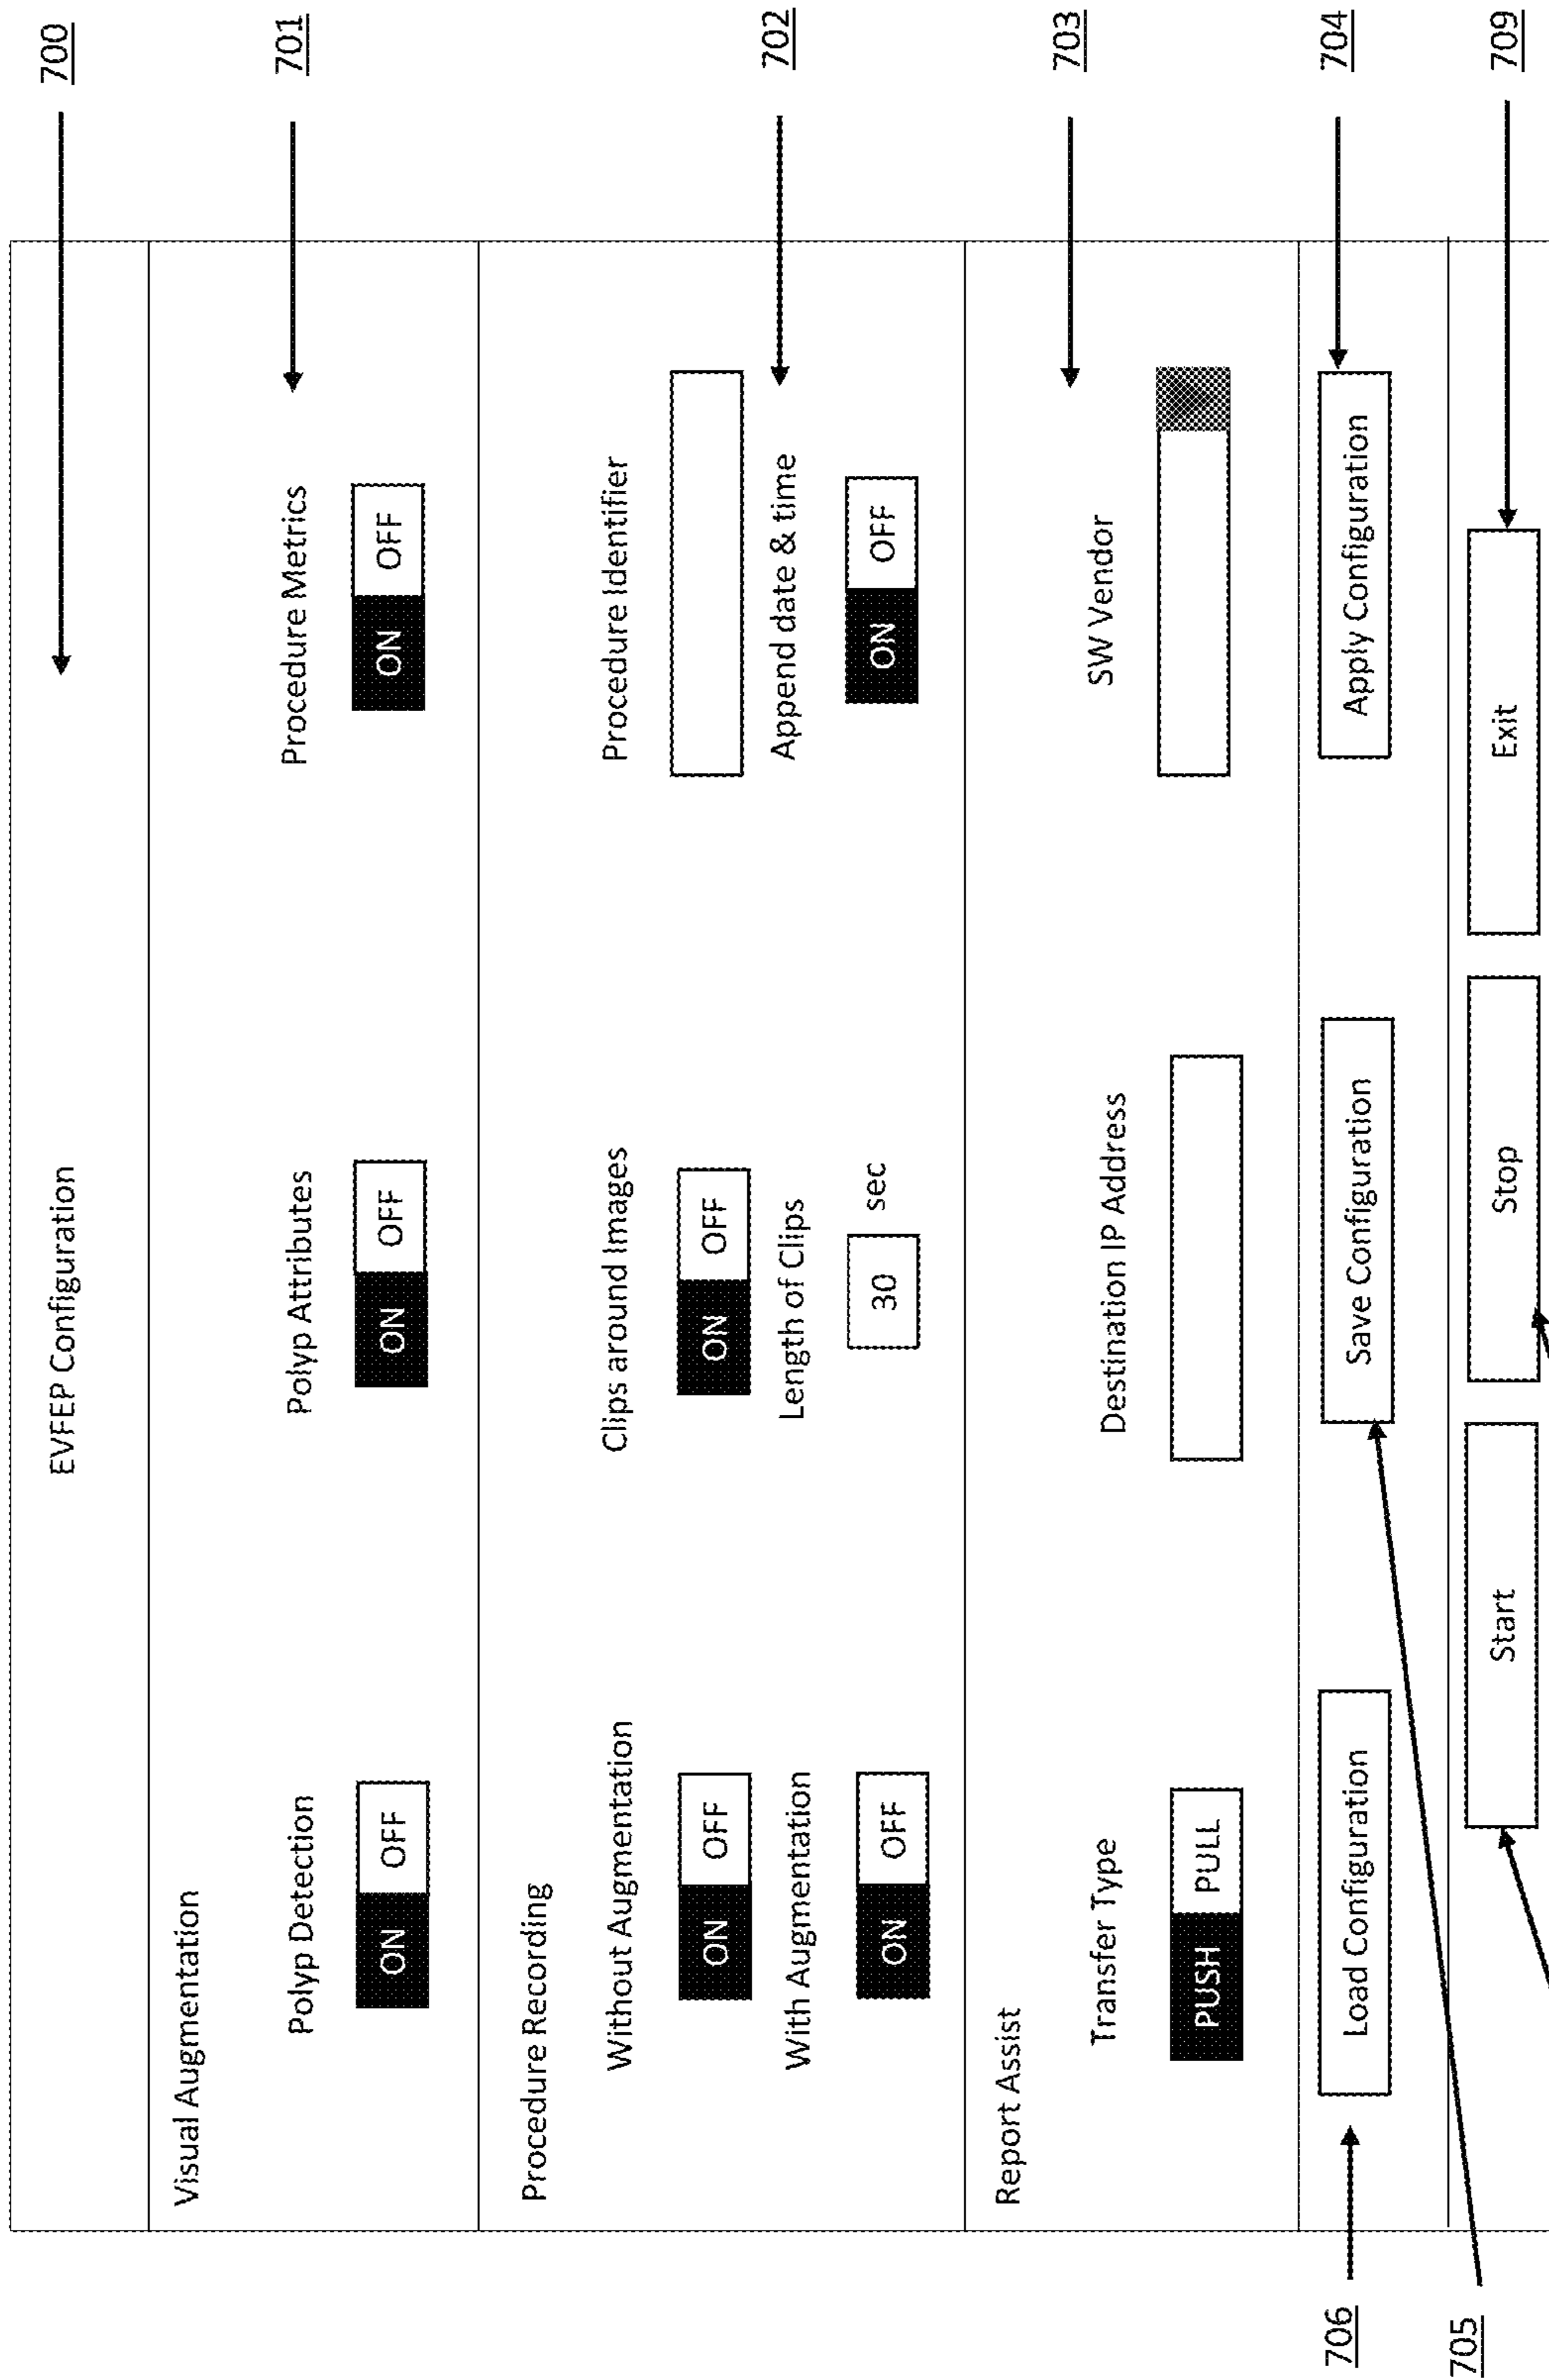 700
EVFEP Configuration
701
Visual Augmentation
Polyp Detection
Polyp Attributes
Procedure Metrics
ON OFF
ON OFF
ON OFF
702
Procedure Recording
Without Augmentation
Clips around Images
Procedure Identifier
ON OFF
ON OFF
With Augmentation
Length of Clips
Append date & time
ON OFF
30 sec
ON OFF
703
Report Assist
Transfer Type
Destination IP Address
SW Vendor
PUSH PULL
704
706
Load Configuration
Save Configuration
Apply Configuration
705
709
Start
Stop
Exit